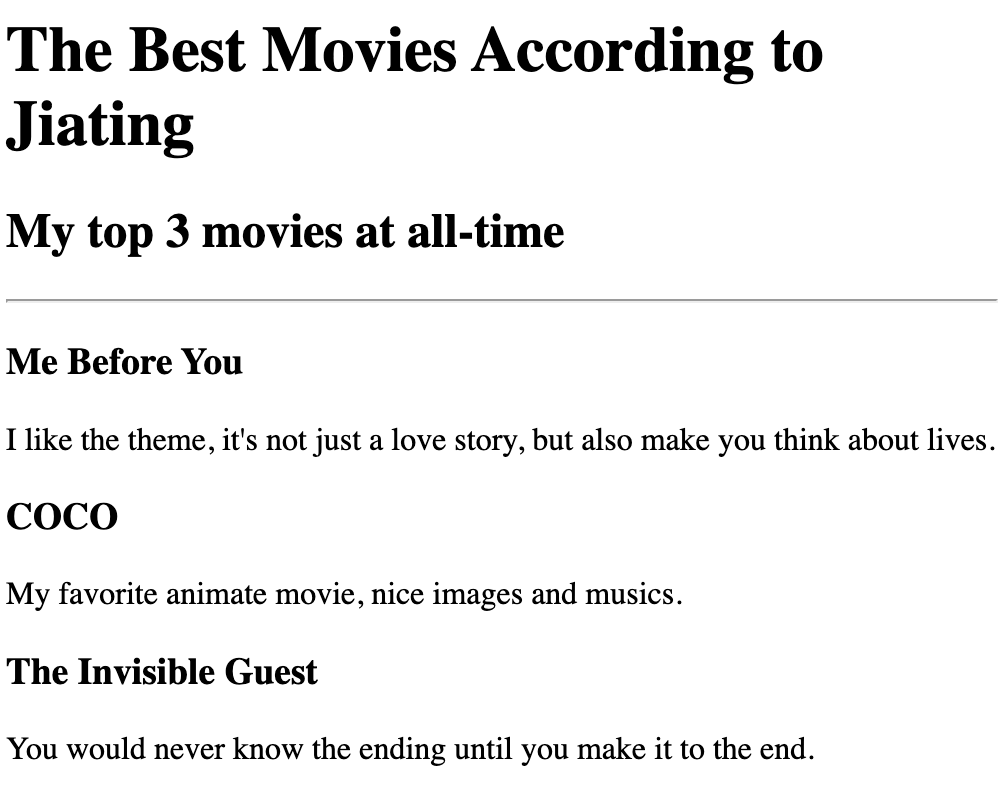 The Best Movies According to
Jiating
My top 3 movies at all-time
Me Before You
I like the theme, it's not just a love story, but also make you think about lives.
COCO
My favorite animate movie, nice images and musics.
The Invisible Guest
You would never know the ending until you make it to the end.